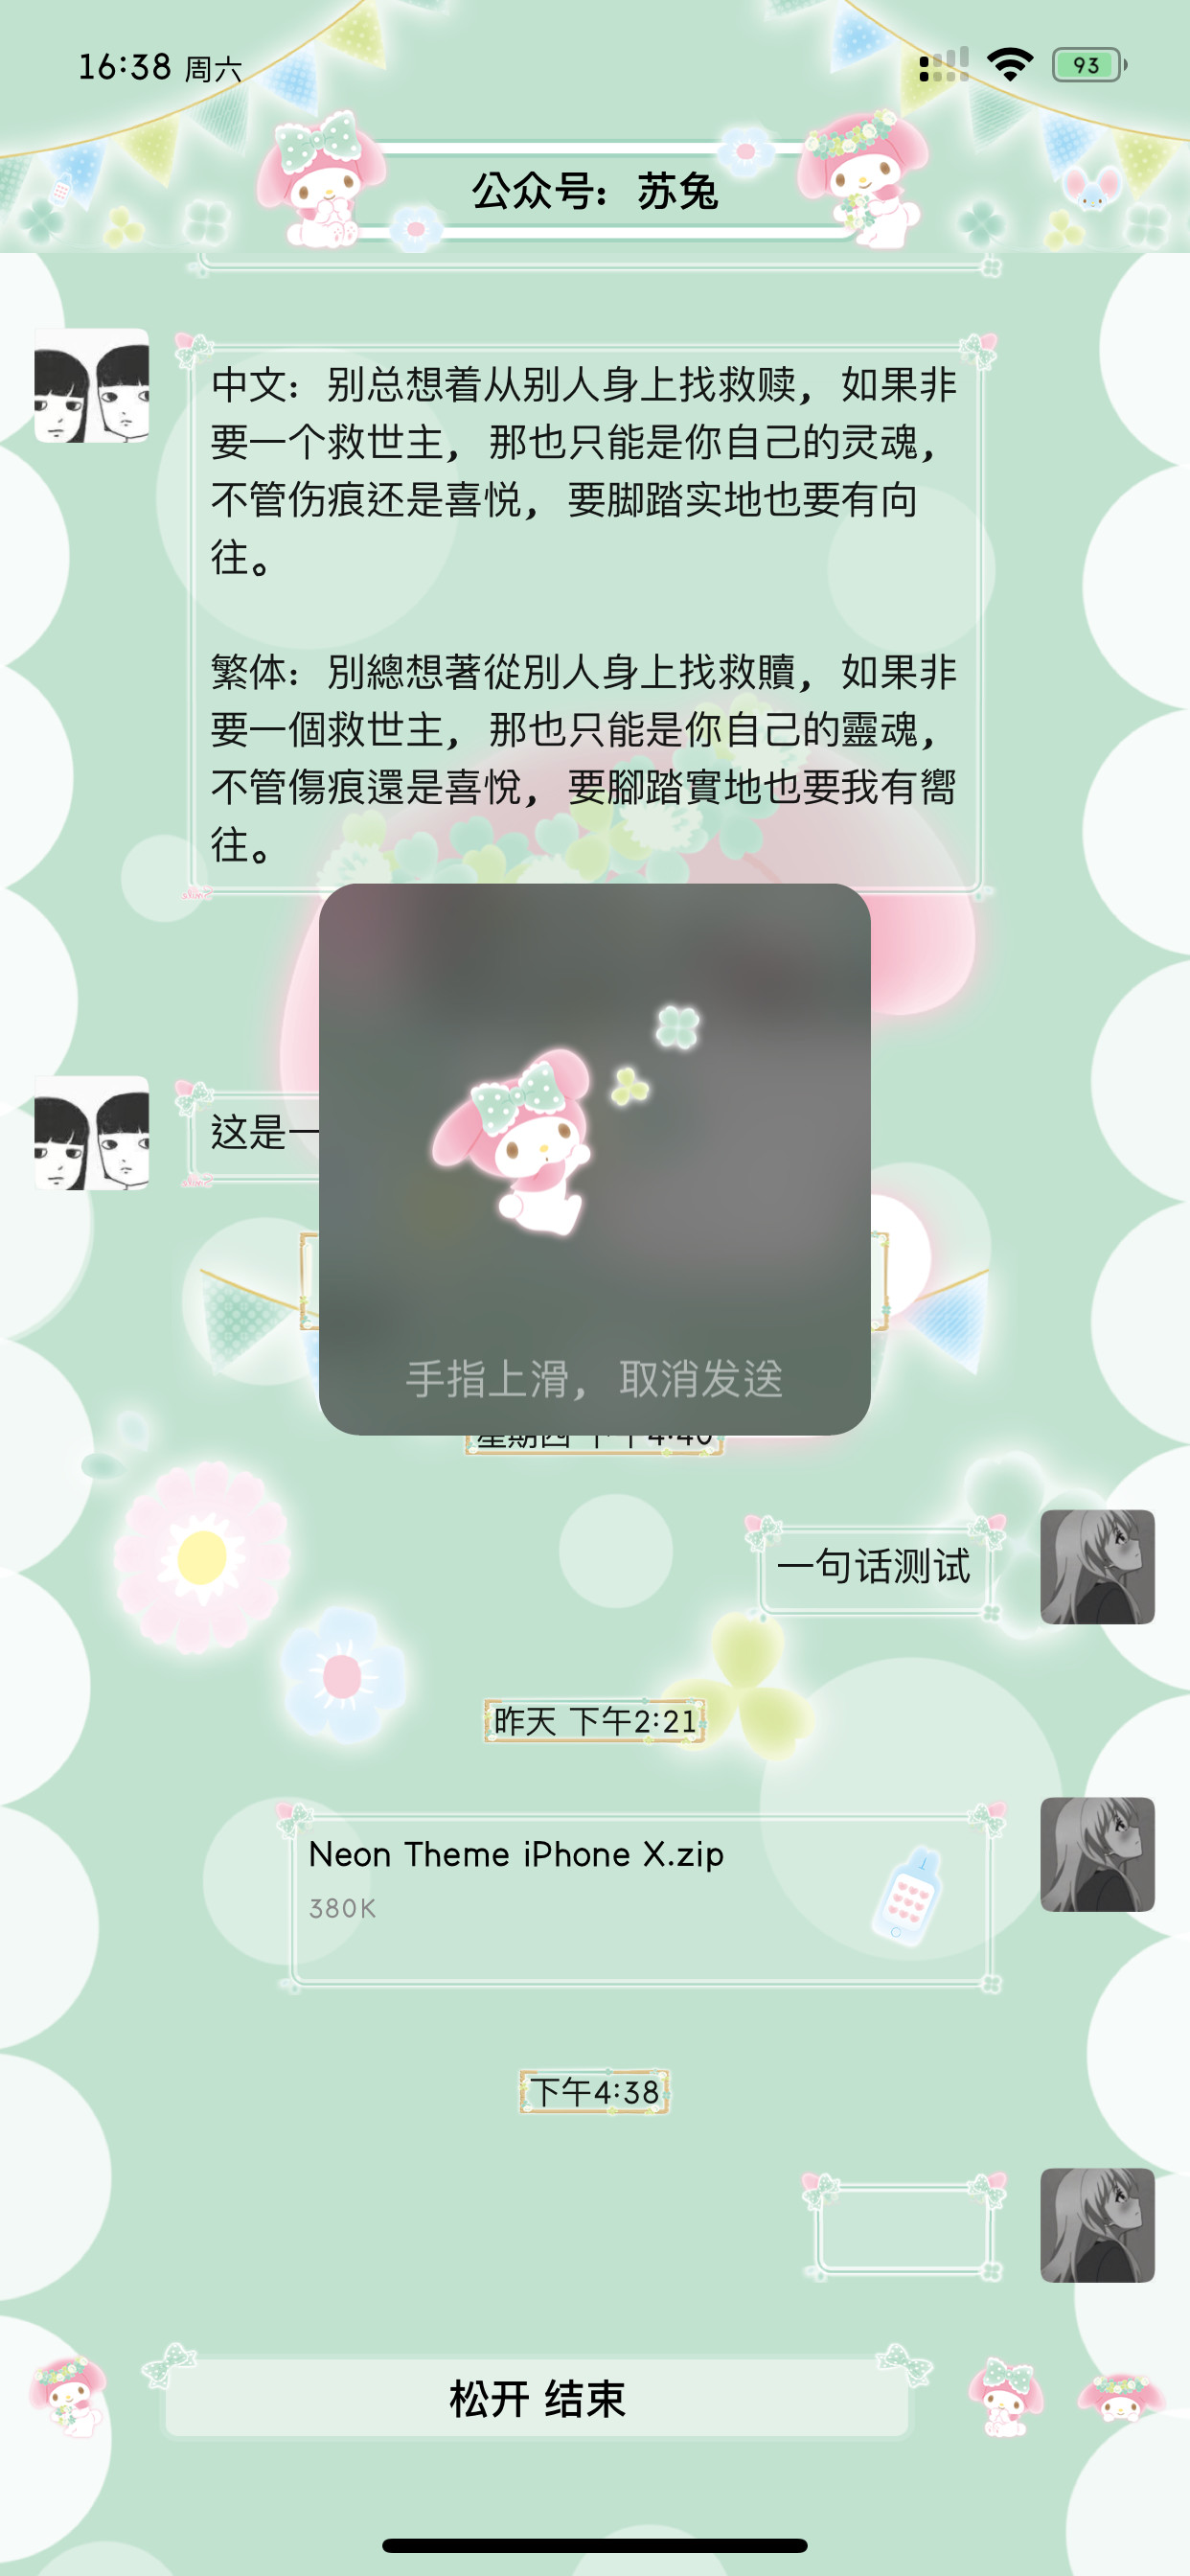 16:38 周六
93
公众号：苏兔
中文：别总想着从别人身上找救赎，如果非
要一个救世主，那也只能是你自己的灵魂，
不管伤痕还是喜悦，要脚踏实地也要有向
往。
繁体：別總想著從別人身上找救贖，如果非
要一個救世主，那也只能是你自己的靈魂，
不管傷痕還是喜悅，要腳踏實地也要我有嚮
往。
这是一
手指上滑，取消发送
星期四 下午4:40
一句话测试
昨天 下午2:21
Neon Theme iPhone X.zip
380K
下午4:38
松开 结束